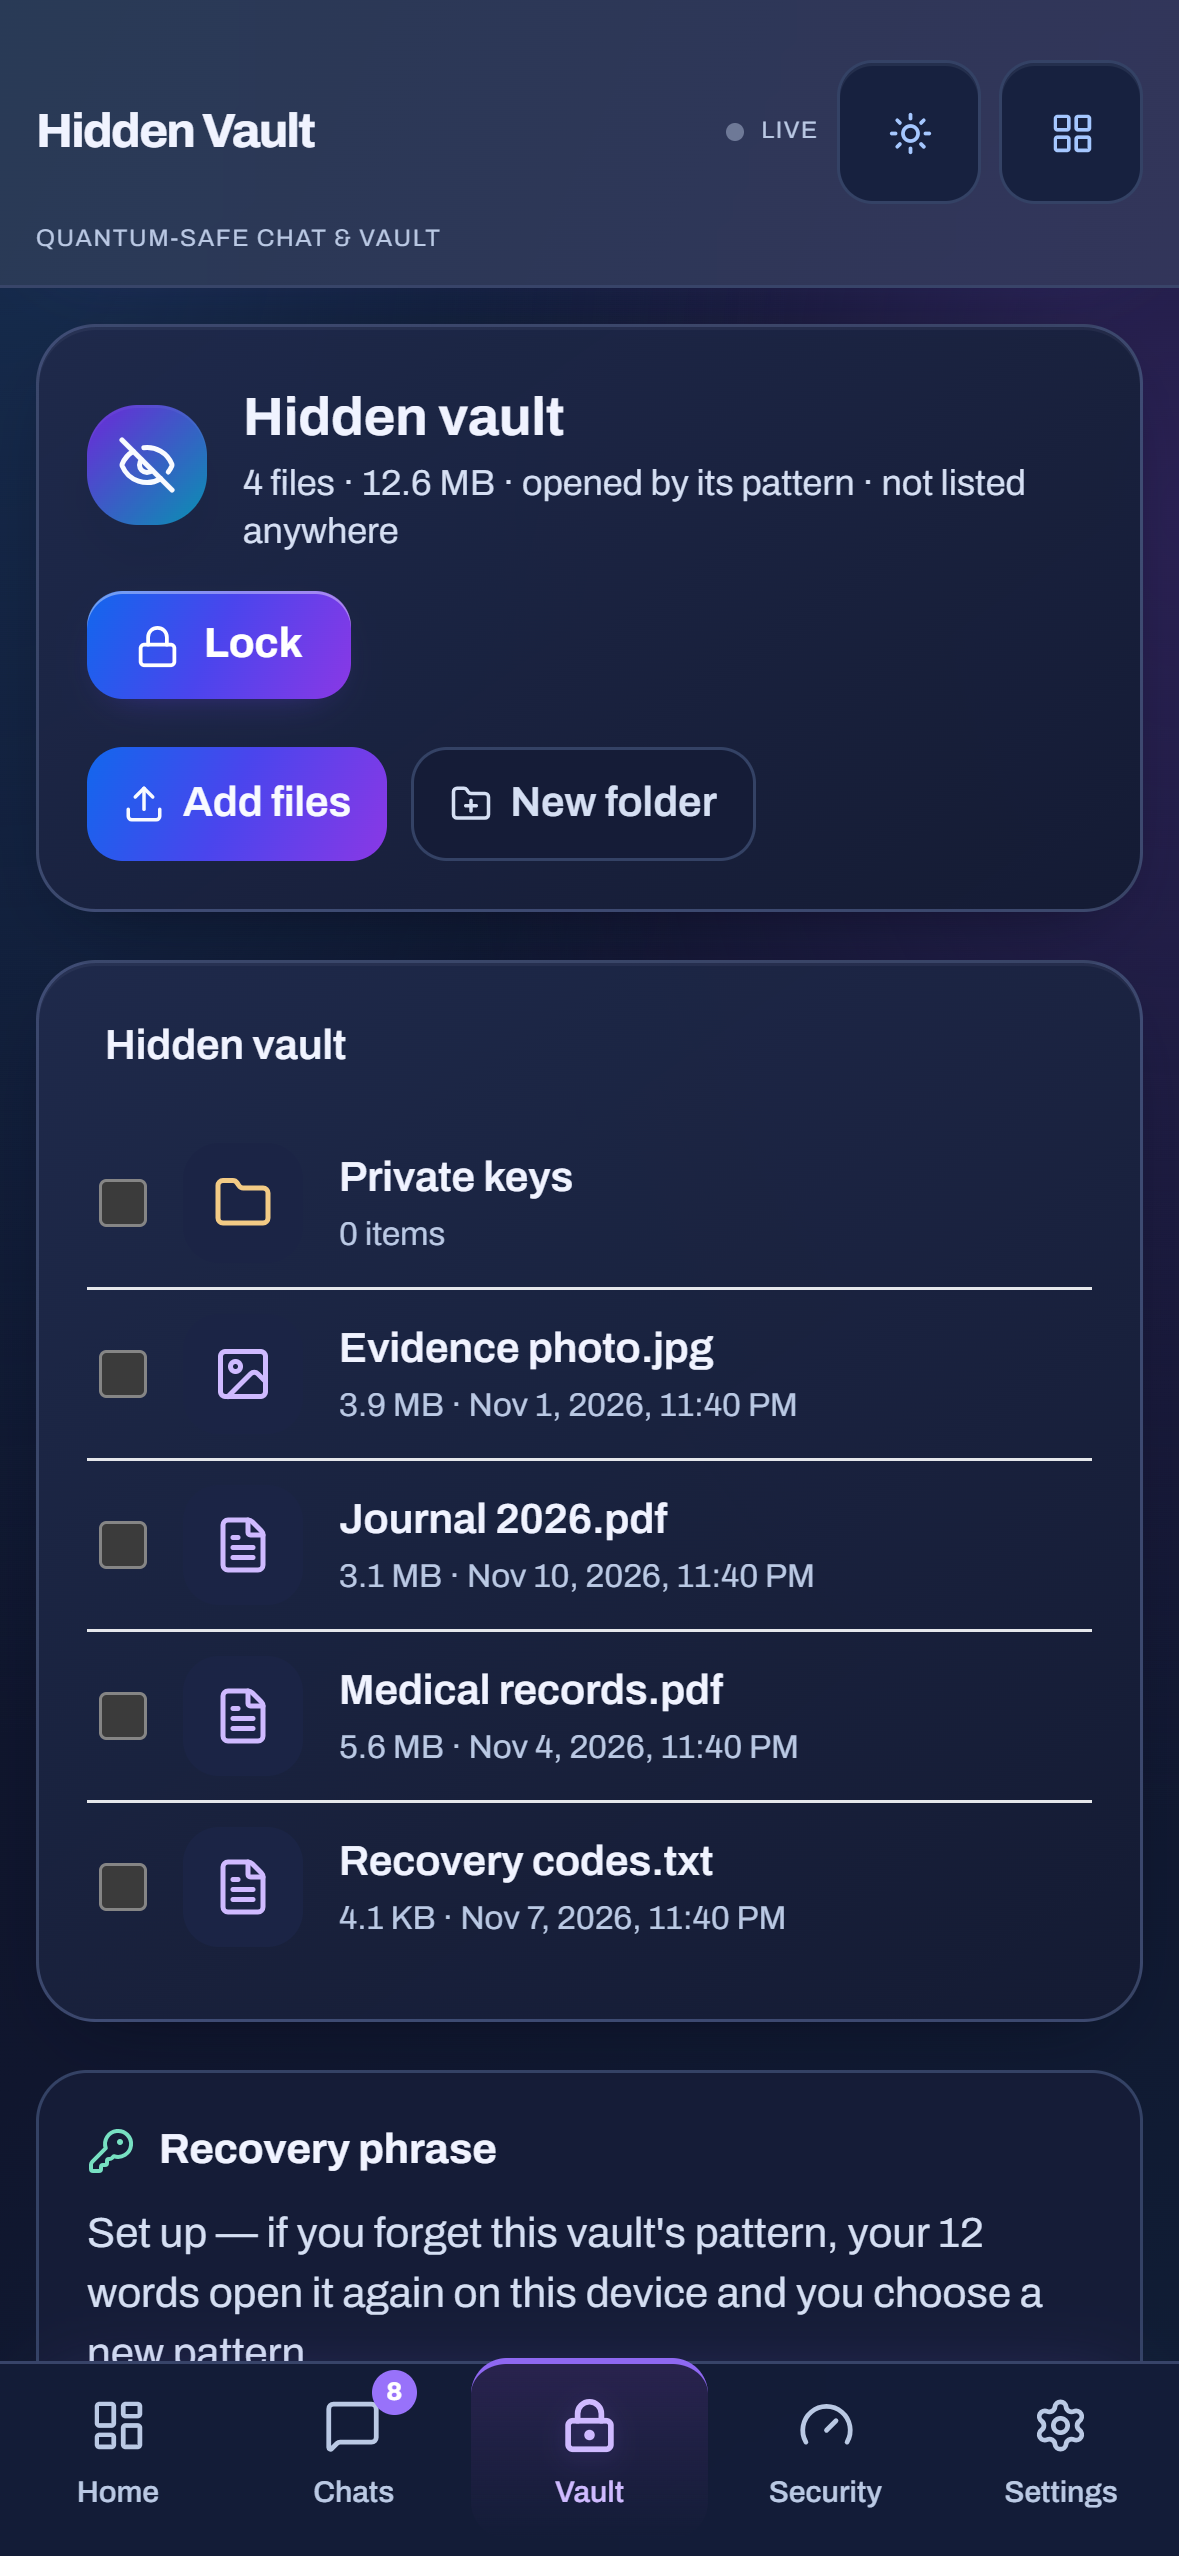 Hidden Vault
LIVE
QUANTUM-SAFE CHAT & VAULT
Hidden vault
4 files · 12.6 MB · opened by its pattern · not listed
anywhere
Lock
Add files
New folder
Hidden vault
Private keys
0 items
Evidence photo.jpg
3.9 MB · Nov 1, 2026, 11:40 PM
Journal 2026.pdf
3.1 MB · Nov 10, 2026, 11:40 PM
Medical records.pdf
5.6 MB · Nov 4, 2026, 11:40 PM
Recovery codes.txt
4.1 KB · Nov 7, 2026, 11:40 PM
Recovery phrase
Set up — if you forget this vault's pattern, your 12
words open it again on this device and you choose a
new pattern
8
Home
Chats
Vault
Security
Settings